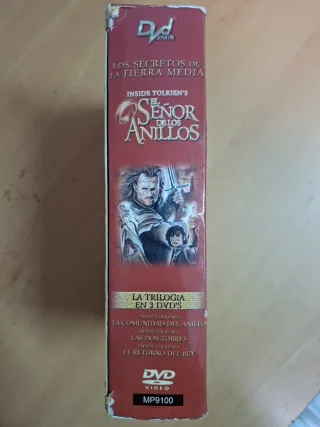 DVD
SPAIN
LOS SECRETOS DE
LA TIERRA MEDIA
INSIDE TOLKIEN'S
EL
SEÑOR
DE LOS
ANILLOS
LA TRILOGIA
EN 3 DVD'S
LA COMUNIDAD DEL ANILLO
LAS DOS TORRES
EL RETORNO DEL REY
DVD
VIDEO
MP9100